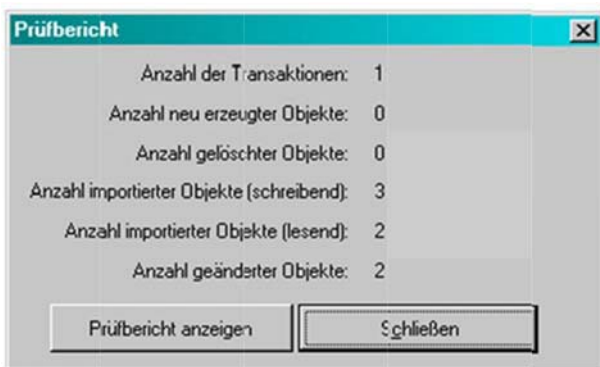 Prüfbericht
Anzahl der Transaktionen: 1
Anzahl neu erzeugter Objekte: 0
Anzahl gelöschter Objekte: 0
Anzahl importierter Objekte (schreibend): 3
Anzahl importierter Objekte (lesend): 2
Anzahl geänderter Objekte: 2
Prüfbericht anzeigen Schließen